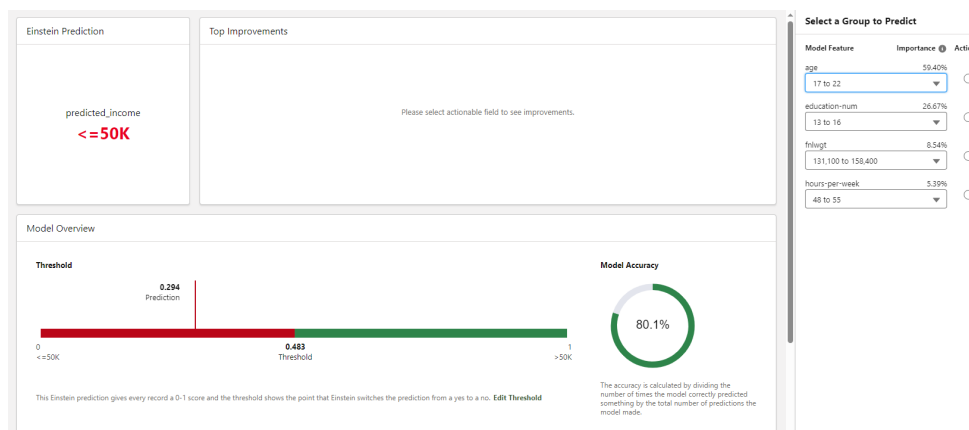 Einstein Prediction
predicted_income
<=50K
Top Improvements
Please select actionable field to see improvements.
Model Overview
Threshold
0.294
Prediction
0
<=50K
0.483
Threshold
1
>50K
This Einstein prediction gives every record a 0-1 score and the threshold shows the point that Einstein switches the prediction from a yes to a no. Edit Threshold
Model Accuracy
80.1%
The accuracy is calculated by dividing the
number of times the model correctly predicted
something by the total number of predictions the
model made.
Select a Group to Predict
Model Feature Importance Acti
age 59.40%
17 to 22
education-num 26.67%
13 to 16
fnlwgt 8.54%
131,100 to 158,400
hours-per-week 5.39%
48 to 55